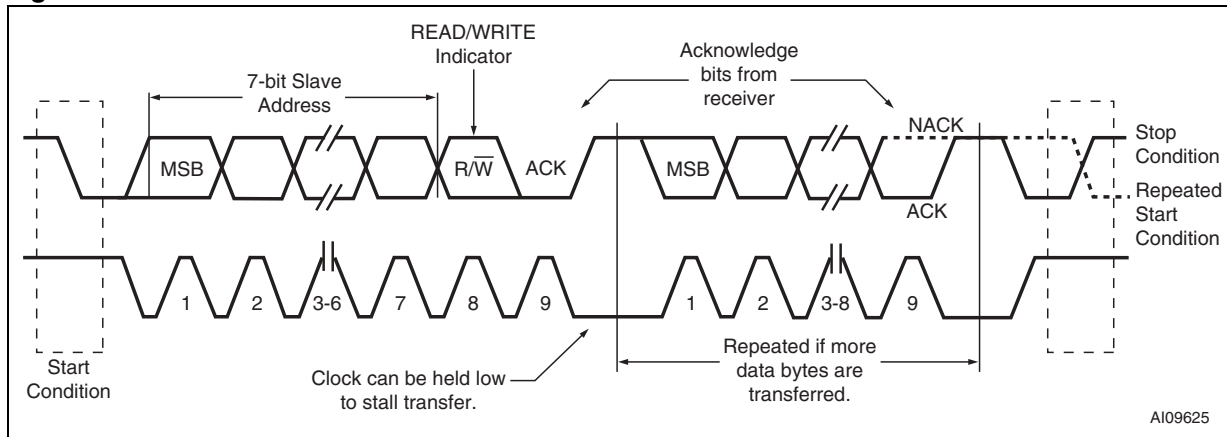 READ/WRITE
Indicator
Acknowledge
bits from
receiver
7-bit Slave
Address
MSB
R/W̅
ACK
MSB
NACK
ACK
Stop
Condition
Repeated
Start
Condition
1
2
3-6
7
8
9
1
2
3-8
9
Start
Condition
Clock can be held low
to stall transfer.
Repeated if more
data bytes are
transferred.
AI09625